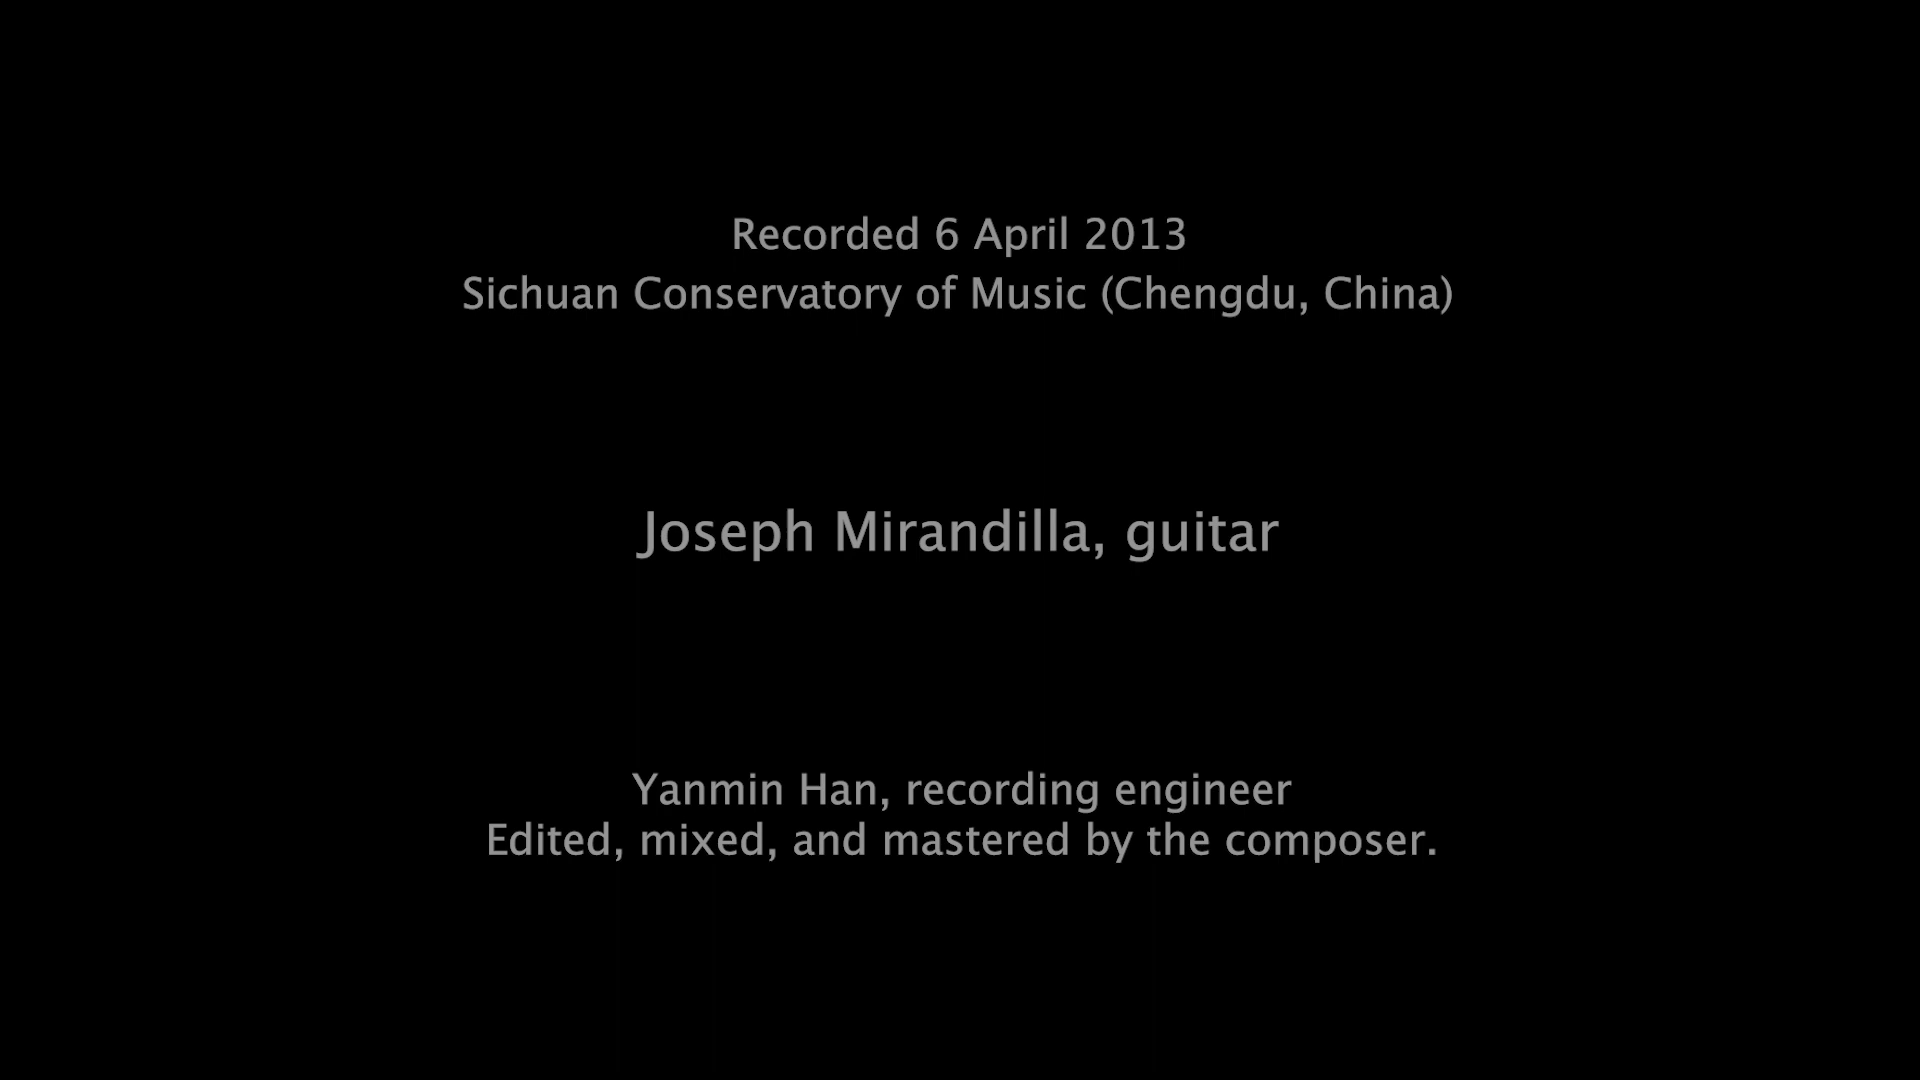 Recorded 6 April 2013
Sichuan Conservatory of Music (Chengdu, China)
Joseph Mirandilla, guitar
Yanmin Han, recording engineer
Edited, mixed, and mastered by the composer.